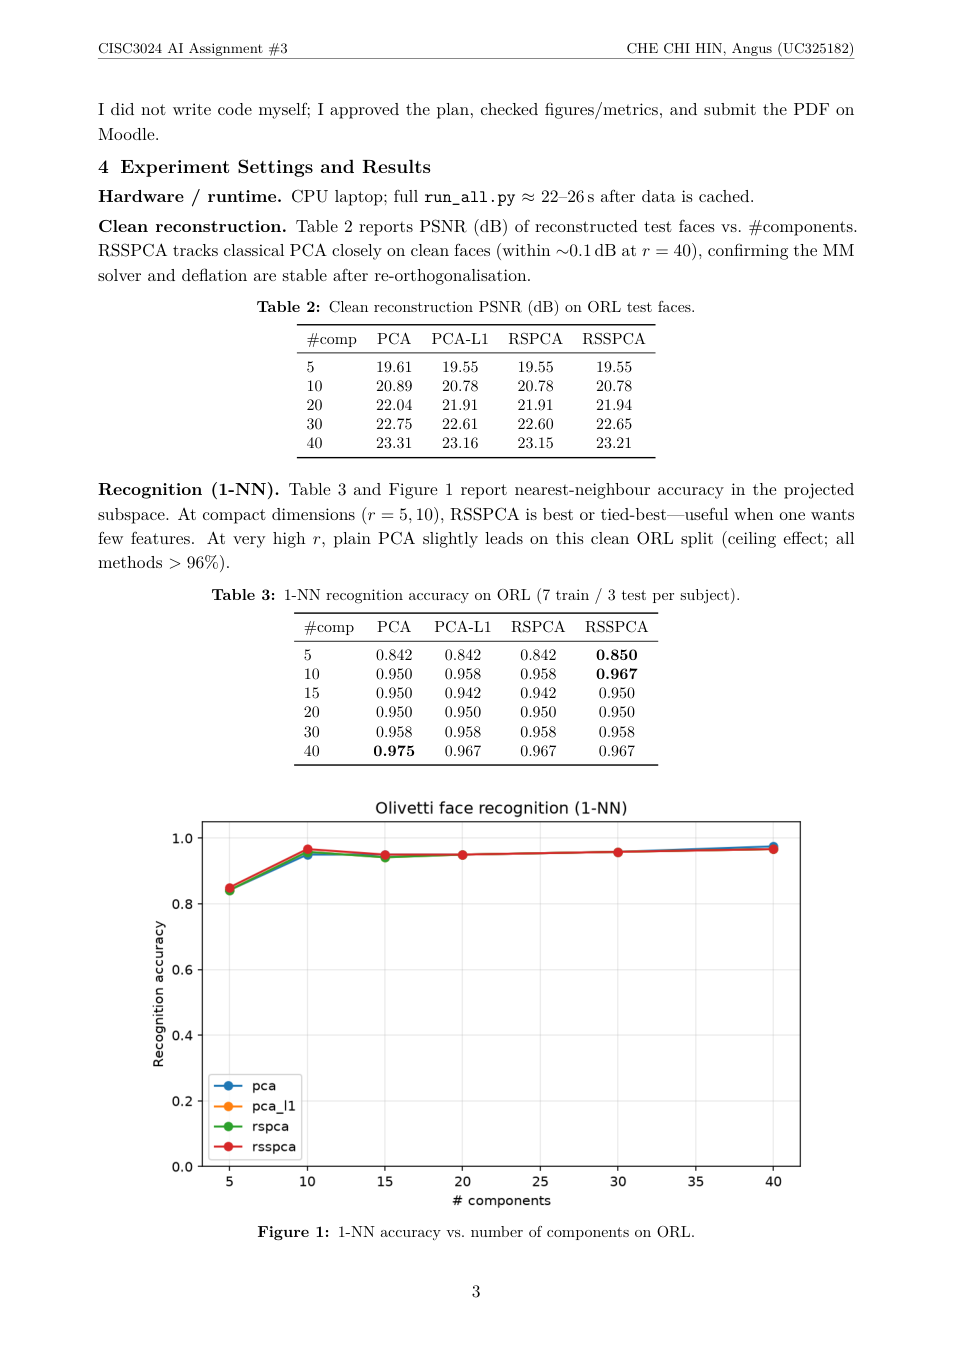 CISC3024 AI Assignment #3 CHE CHI HIN, Angus (UC325182)
I did not write code myself; I approved the plan, checked figures/metrics, and submit the PDF on
Moodle.
4 Experiment Settings and Results
Hardware / runtime. CPU laptop; full run_all.py ≈ 22–26 s after data is cached.
Clean reconstruction. Table 2 reports PSNR (dB) of reconstructed test faces vs. #components.
RSSPCA tracks classical PCA closely on clean faces (within ∼0.1 dB at r = 40), confirming the MM
solver and deflation are stable after re-orthogonalisation.
Table 2: Clean reconstruction PSNR (dB) on ORL test faces.
#comp PCA PCA-L1 RSPCA RSSPCA
5 19.61 19.55 19.55 19.55
10 20.89 20.78 20.78 20.78
20 22.04 21.91 21.91 21.94
30 22.75 22.61 22.60 22.65
40 23.31 23.16 23.15 23.21
Recognition (1-NN). Table 3 and Figure 1 report nearest-neighbour accuracy in the projected
subspace. At compact dimensions (r = 5, 10), RSSPCA is best or tied-best—useful when one wants
few features. At very high r, plain PCA slightly leads on this clean ORL split (ceiling effect; all
methods > 96%).
Table 3: 1-NN recognition accuracy on ORL (7 train / 3 test per subject).
#comp PCA PCA-L1 RSPCA RSSPCA
5 0.842 0.842 0.842 0.850
10 0.950 0.958 0.958 0.967
15 0.950 0.942 0.942 0.950
20 0.950 0.950 0.950 0.950
30 0.958 0.958 0.958 0.958
40 0.975 0.967 0.967 0.967
Olivetti face recognition (1-NN)
1.0
0.8
0.6
0.4
0.2
0.0
Recognition accuracy
pca
pca_l1
rspca
rsspca
5 10 15 20 25 30 35 40
# components
Figure 1: 1-NN accuracy vs. number of components on ORL.
3